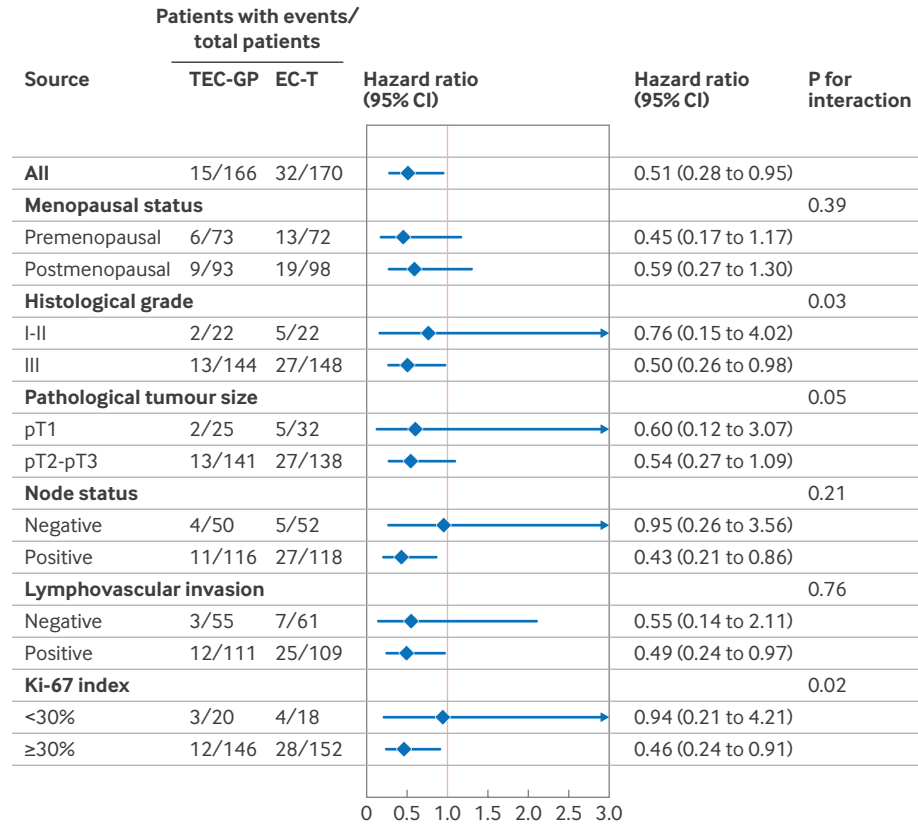 Patients with events/
total patients
Source TEC-GP EC-T Hazard ratio (95% CI) Hazard ratio (95% CI) P for interaction
All 15/166 32/170 0.51 (0.28 to 0.95)
Menopausal status 0.39
Premenopausal 6/73 13/72 0.45 (0.17 to 1.17)
Postmenopausal 9/93 19/98 0.59 (0.27 to 1.30)
Histological grade 0.03
I-II 2/22 5/22 0.76 (0.15 to 4.02)
III 13/144 27/148 0.50 (0.26 to 0.98)
Pathological tumour size 0.05
pT1 2/25 5/32 0.60 (0.12 to 3.07)
pT2-pT3 13/141 27/138 0.54 (0.27 to 1.09)
Node status 0.21
Negative 4/50 5/52 0.95 (0.26 to 3.56)
Positive 11/116 27/118 0.43 (0.21 to 0.86)
Lymphovascular invasion 0.76
Negative 3/55 7/61 0.55 (0.14 to 2.11)
Positive 12/111 25/109 0.49 (0.24 to 0.97)
Ki-67 index 0.02
<30% 3/20 4/18 0.94 (0.21 to 4.21)
≥30% 12/146 28/152 0.46 (0.24 to 0.91)
0 0.5 1.0 1.5 2.0 2.5 3.0